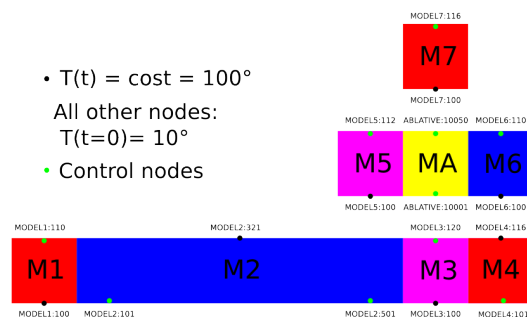 MODEL7:116
M7
MODEL7:100
• T(t) = cost = 100°
All other nodes:
T(t=0)= 10°
• Control nodes
MODEL5:112 ABLATIVE:10050 MODEL6:110
M5 MA M6
MODEL5:100 ABLATIVE:10001 MODEL6:100
MODEL1:110 MODEL2:321 MODEL3:120 MODEL4:116
M1 M2 M3 M4
MODEL1:100 MODEL2:101 MODEL2:501 MODEL3:100 MODEL4:101